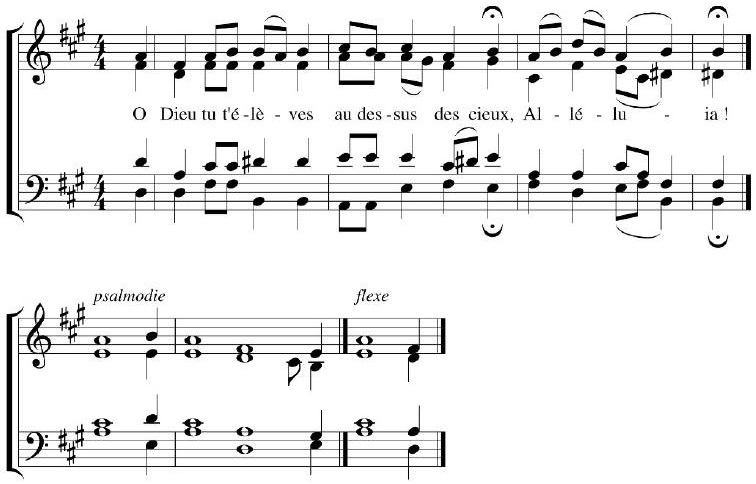 O Dieu tu t'é - lè - ves au des - sus des cieux, Al - lé - lu - ia !
psalmodie flexe